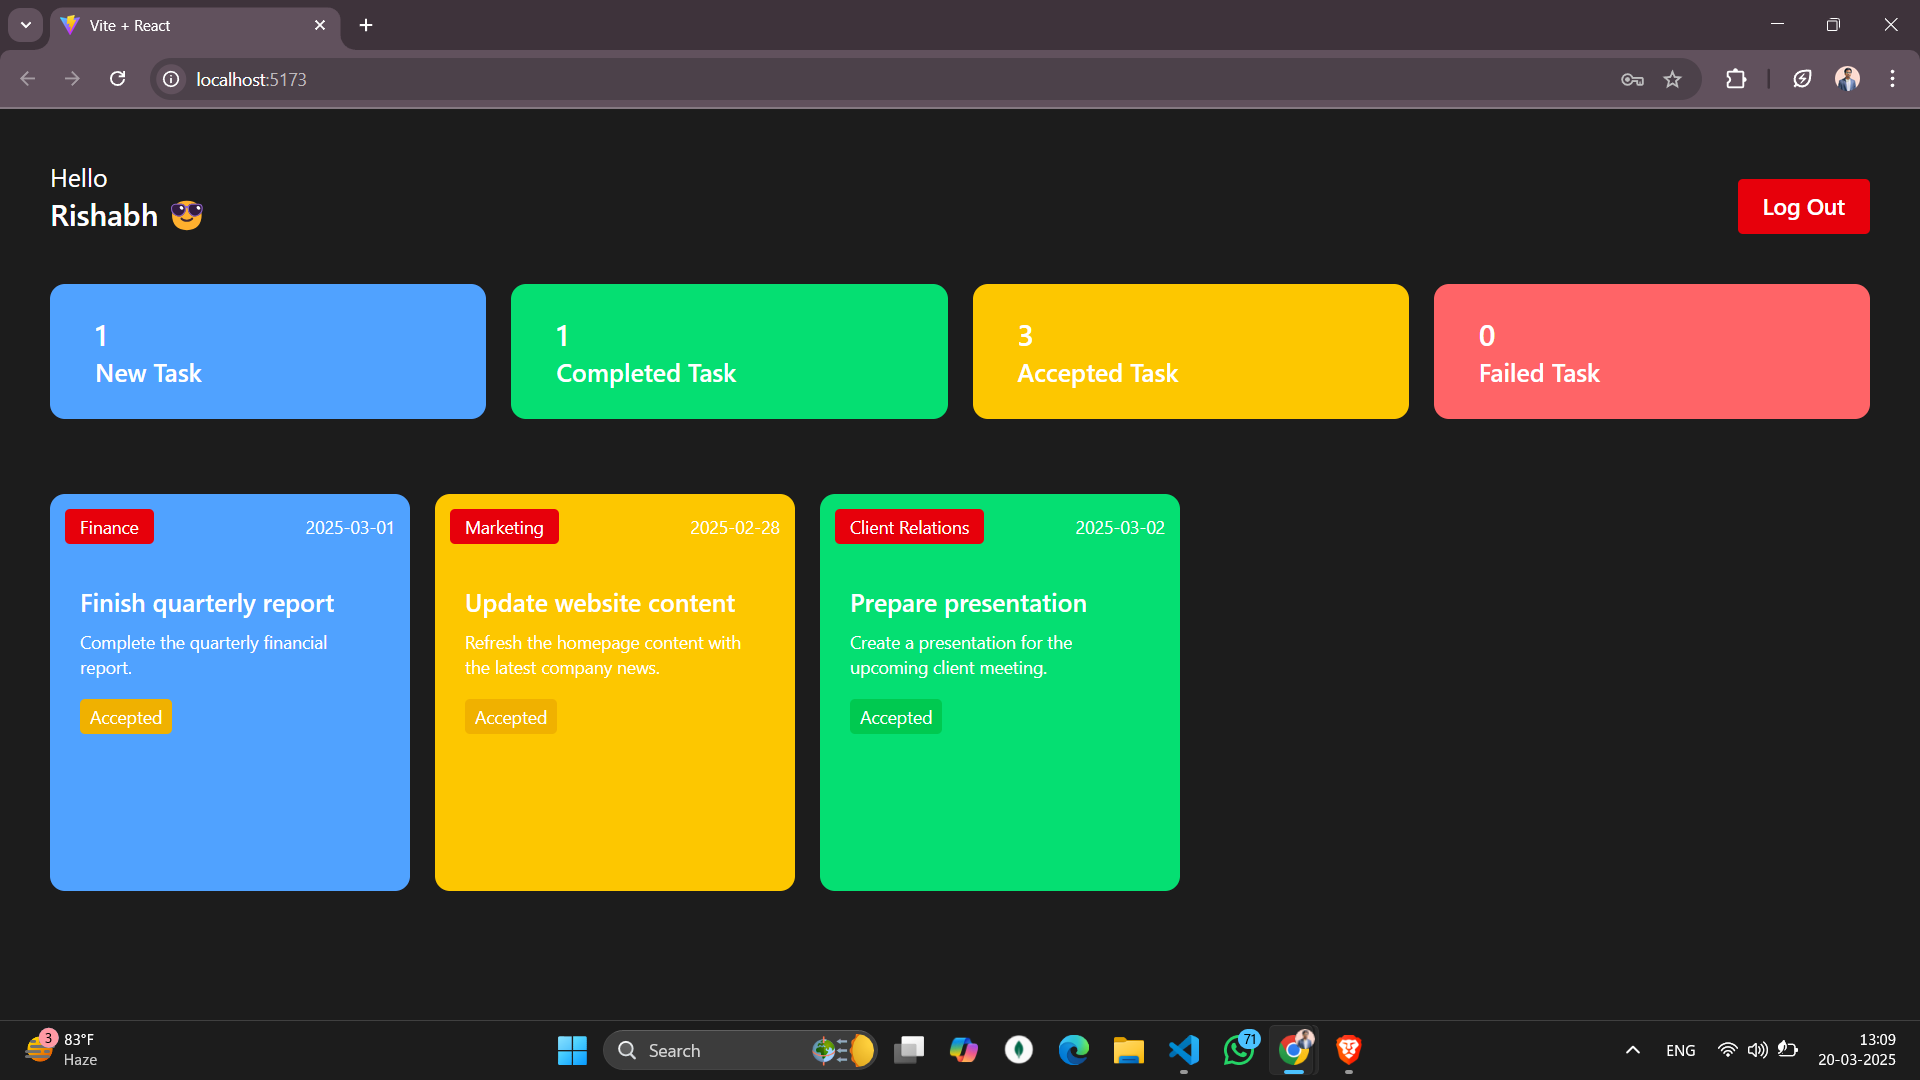 Vite + React
localhost:5173
Hello
Rishabh 😎
Log Out
1
New Task
1
Completed Task
3
Accepted Task
0
Failed Task
Finance
2025-03-01
Finish quarterly report
Complete the quarterly financial
report.
Accepted
Marketing
2025-02-28
Update website content
Refresh the homepage content with
the latest company news.
Accepted
Client Relations
2025-03-02
Prepare presentation
Create a presentation for the
upcoming client meeting.
Accepted
3
83°F
Haze
Search
71
ENG
13:09
20-03-2025